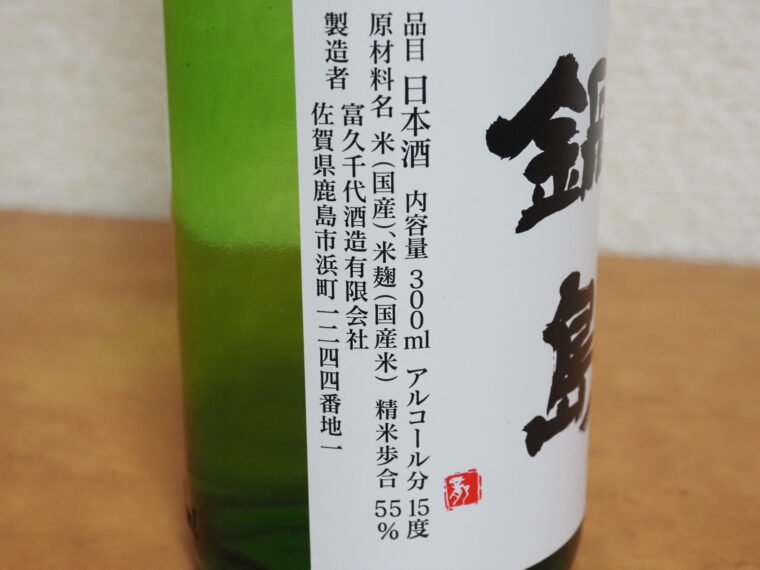 鍋島
品目 日本酒 内容量 300ml アルコール分 15度
原材料名 米(国産)、米麹(国産米) 精米歩合 55%
製造者 富久千代酒造有限会社
佐賀県鹿島市浜町一二四四番地一